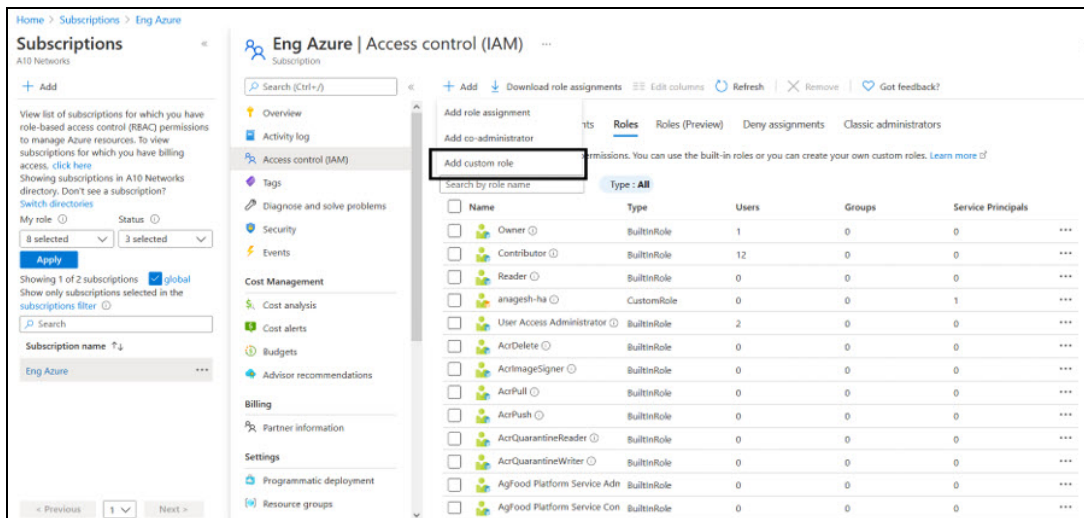 Home > Subscriptions > Eng Azure
Subscriptions «
A10 Networks
+ Add
View list of subscriptions for which you have
role-based access control (RBAC) permissions
to manage Azure resources. To view
subscriptions for which you have billing
access, click here
Showing subscriptions in A10 Networks
directory. Don't see a subscription?
Switch directories
My role Status
8 selected 3 selected
Apply
Showing 1 of 2 subscriptions global
Show only subscriptions selected in the
subscriptions filter
Search
Subscription name ↑↓
Eng Azure ...
< Previous 1 Next >
Eng Azure | Access control (IAM) ...
Subscription
Search (Ctrl+/) «
Overview
Activity log
Access control (IAM)
Tags
Diagnose and solve problems
Security
Events
Cost Management
Cost analysis
Cost alerts
Budgets
Advisor recommendations
Billing
Partner information
Settings
Programmatic deployment
Resource groups
+ Add Download role assignments Edit columns Refresh Remove Got feedback?
Add role assignment
Add co-administrator
Add custom role
nts Roles Roles (Preview) Deny assignments Classic administrators
ermissions. You can use the built-in roles or you can create your own custom roles. Learn more
Search by role name Type : All
Name Type Users Groups Service Principals
Owner BuiltinRole 1 0 0 ...
Contributor BuiltinRole 12 0 0 ...
Reader BuiltinRole 0 0 0 ...
anagesh-ha CustomRole 0 0 1 ...
User Access Administrator BuiltinRole 2 0 0 ...
AcrDelete BuiltinRole 0 0 0 ...
AcrImageSigner BuiltinRole 0 0 0 ...
AcrPull BuiltinRole 0 0 0 ...
AcrPush BuiltinRole 0 0 0 ...
AcrQuarantineReader BuiltinRole 0 0 0 ...
AcrQuarantineWriter BuiltinRole 0 0 0 ...
AgFood Platform Service Adm BuiltinRole 0 0 0 ...
AgFood Platform Service Con BuiltinRole 0 0 0 ...